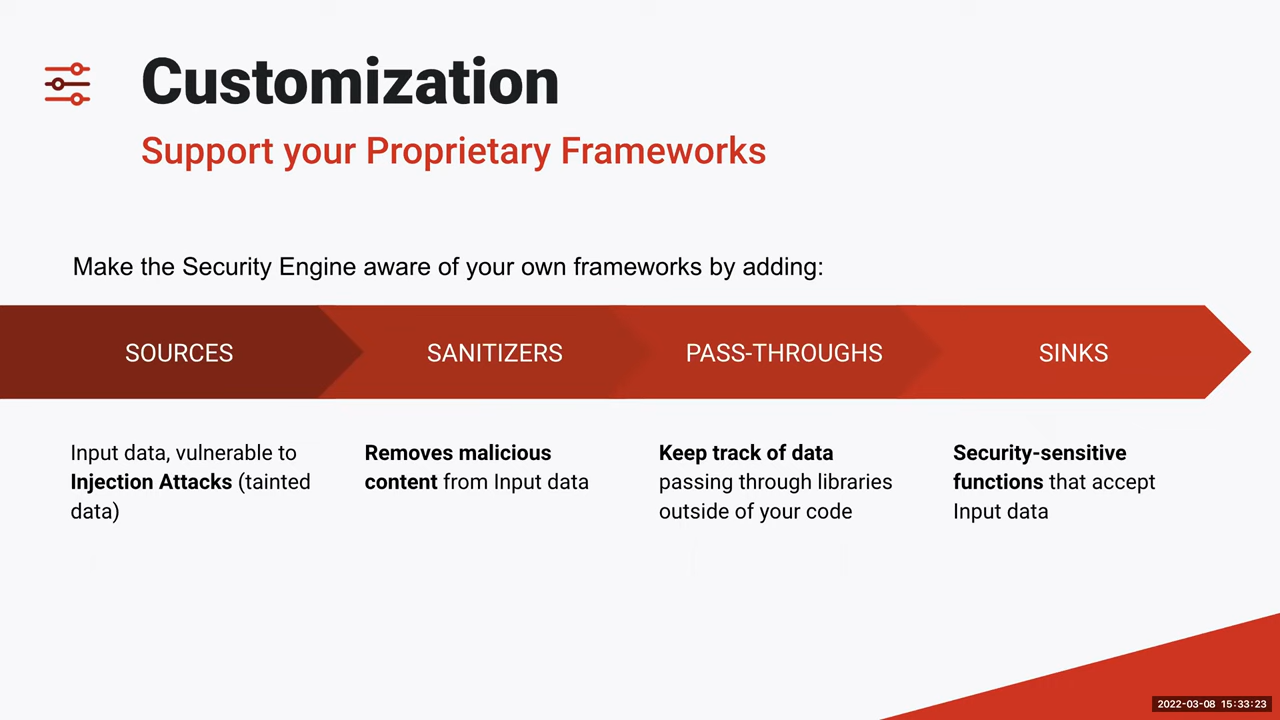 Customization
Support your Proprietary Frameworks
Make the Security Engine aware of your own frameworks by adding:
SOURCES
SANITIZERS
PASS-THROUGHS
SINKS
Input data, vulnerable to
Injection Attacks (tainted
data)
Removes malicious
content from Input data
Keep track of data
passing through libraries
outside of your code
Security-sensitive
functions that accept
Input data
2022-03-08 15:33:23